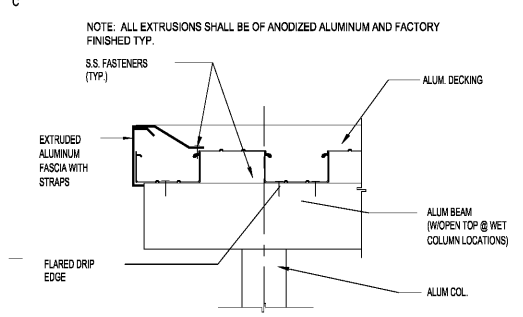 C
NOTE: ALL EXTRUSIONS SHALL BE OF ANODIZED ALUMINUM AND FACTORY
FINISHED TYP.
S.S. FASTENERS
(TYP.)
ALUM. DECKING
EXTRUDED
ALUMINUM
FASCIA WITH
STRAPS
ALUM BEAM
(W/OPEN TOP @ WET
COLUMN LOCATIONS)
FLARED DRIP
EDGE
ALUM COL.